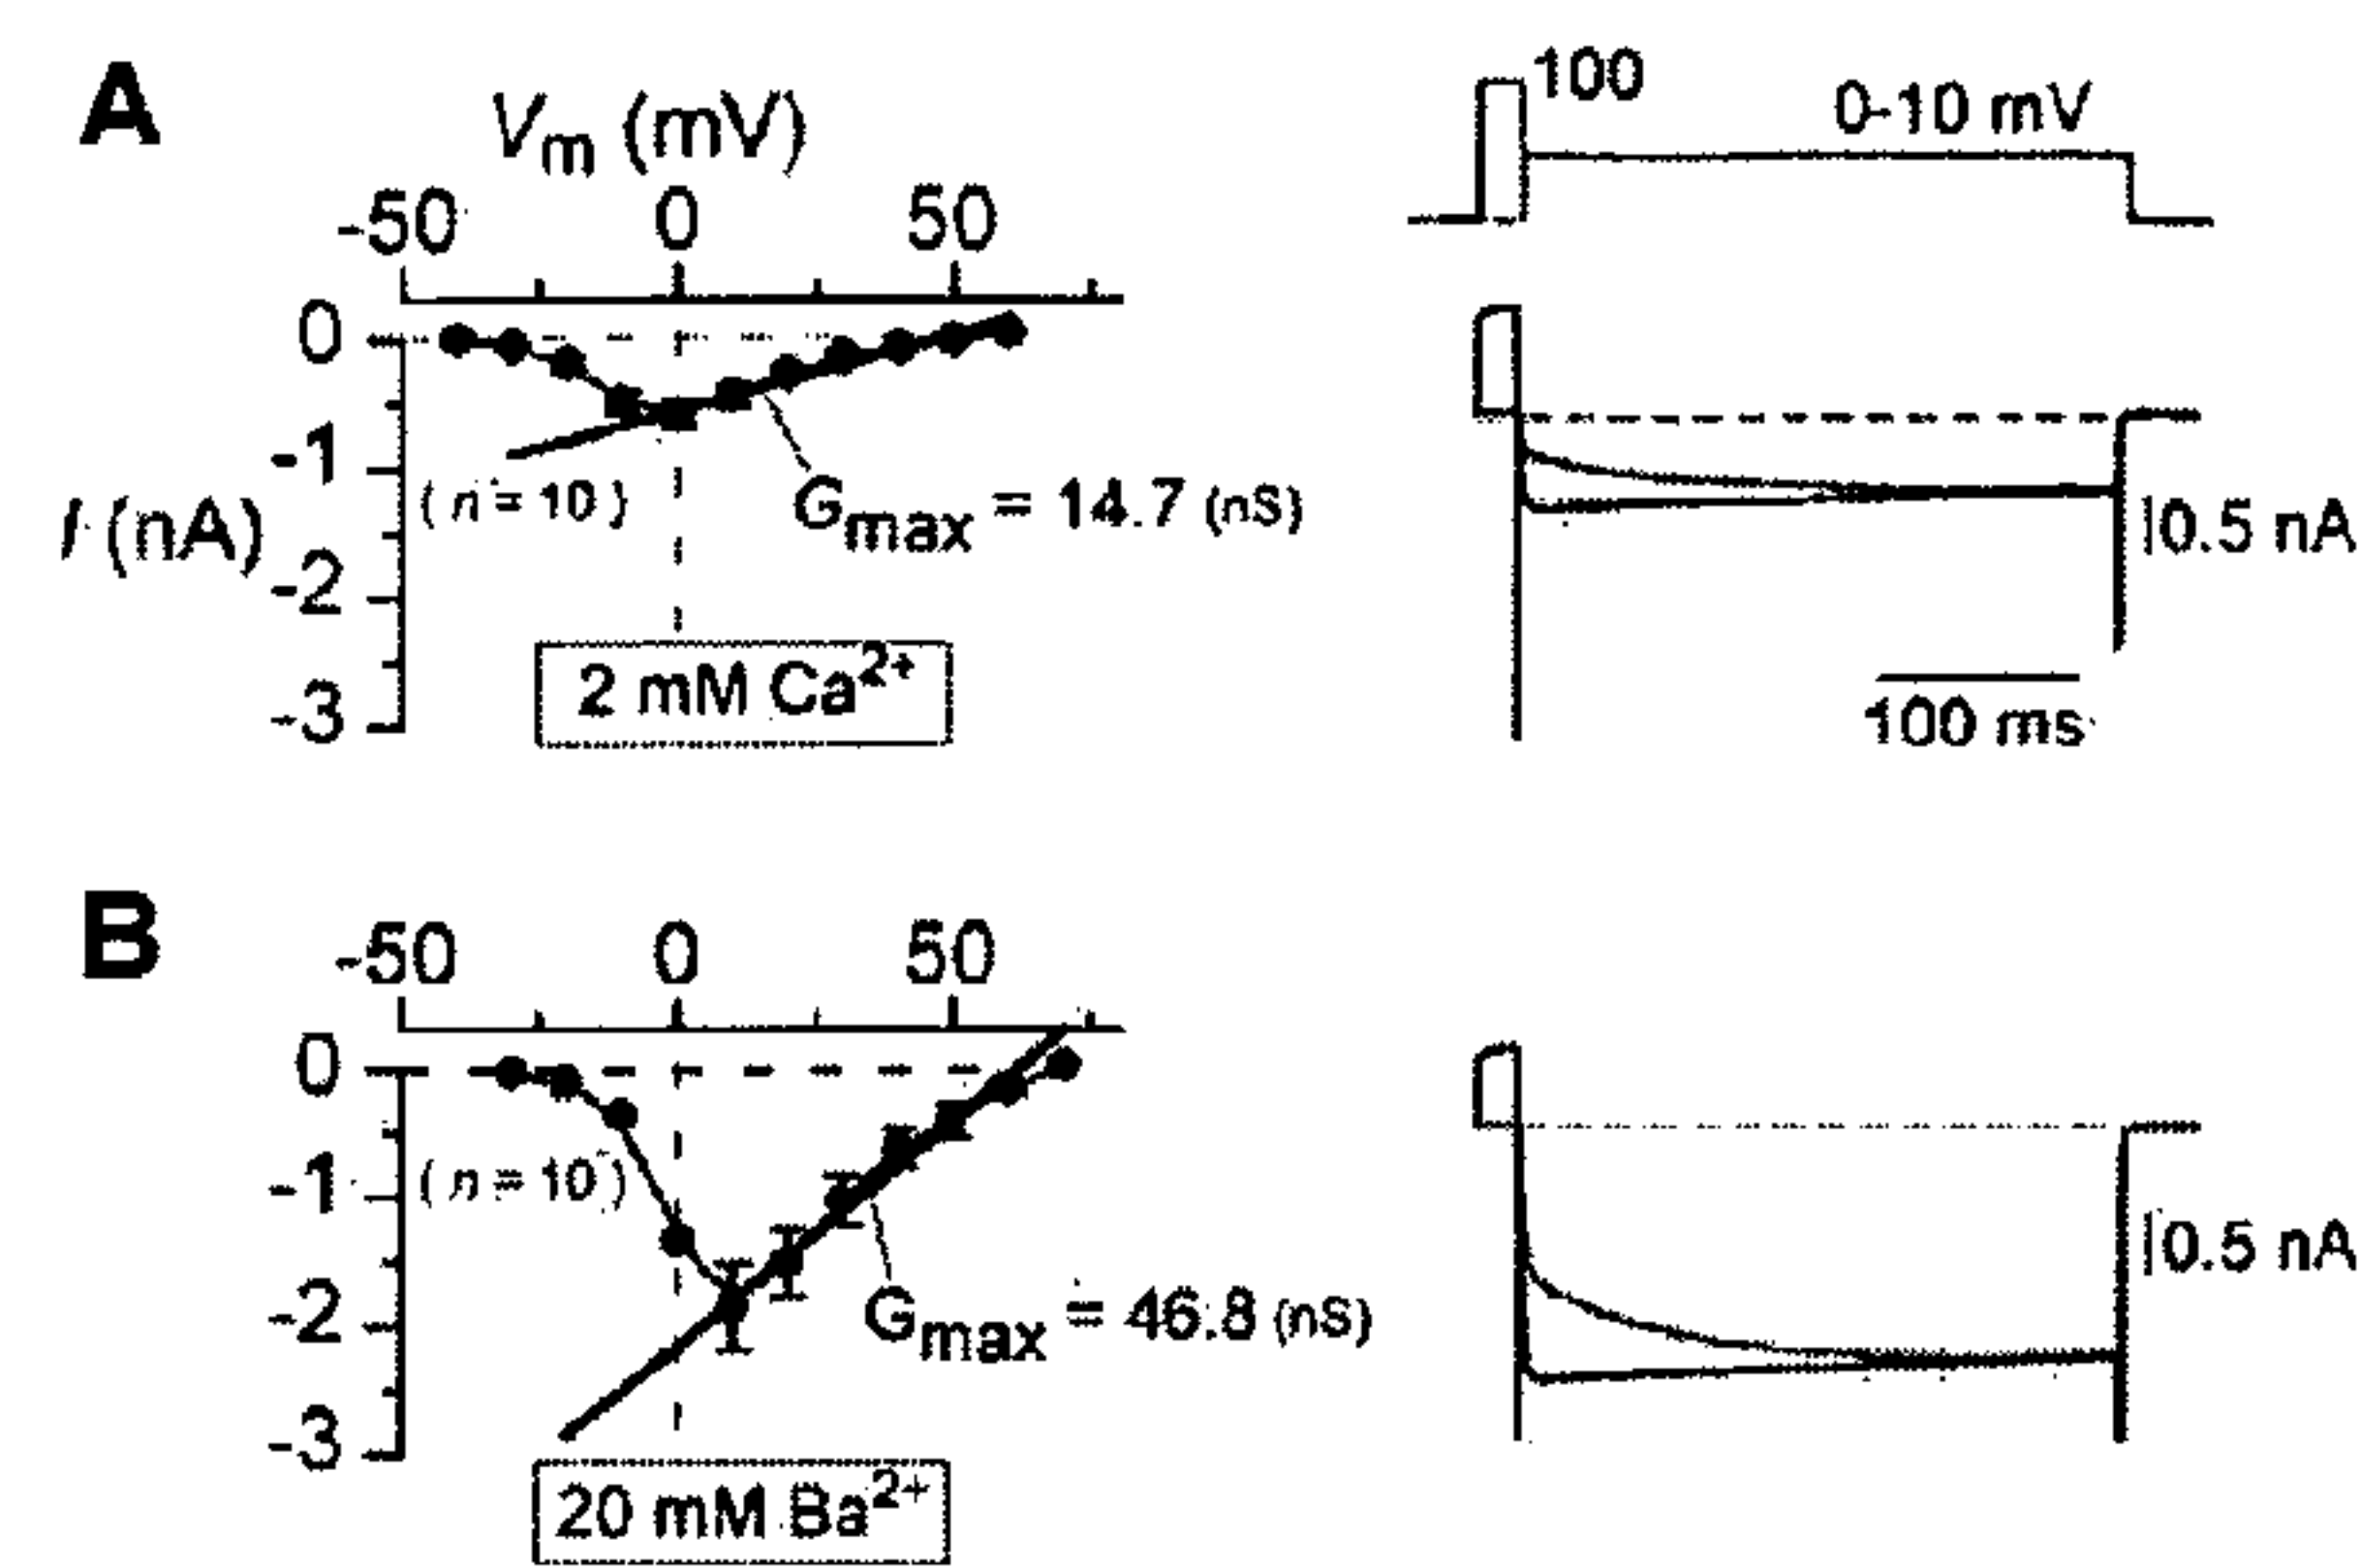 A
Vm (mV)
-50 0 50
0
-1
-2
-3
I (nA)
( n = 10 )
Gmax = 14.7 (nS)
2 mM Ca2+
100
0-10 mV
0.5 nA
100 ms
B
-50 0 50
0
-1
-2
-3
( n = 10 )
Gmax = 46.8 (nS)
20 mM Ba2+
0.5 nA